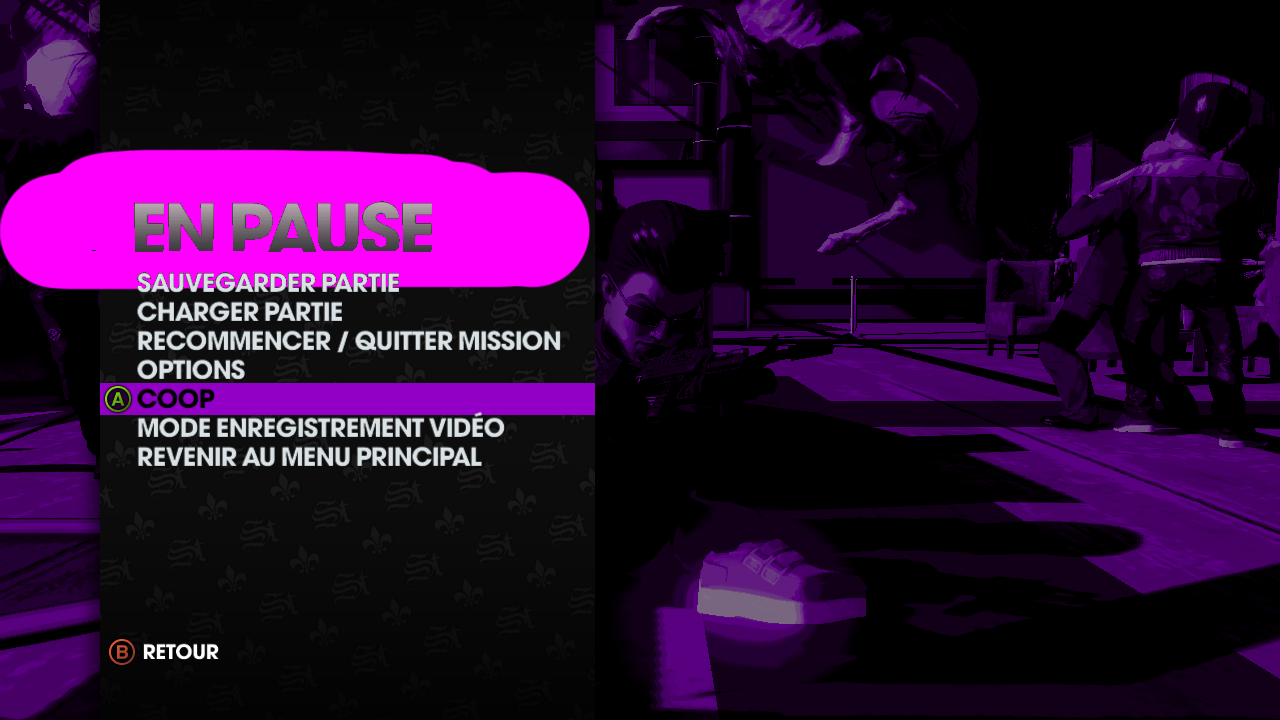 EN PAUSE
SAUVEGARDER PARTIE
CHARGER PARTIE
RECOMMENCER / QUITTER MISSION
OPTIONS
A COOP
MODE ENREGISTREMENT VIDÉO
REVENIR AU MENU PRINCIPAL
B RETOUR